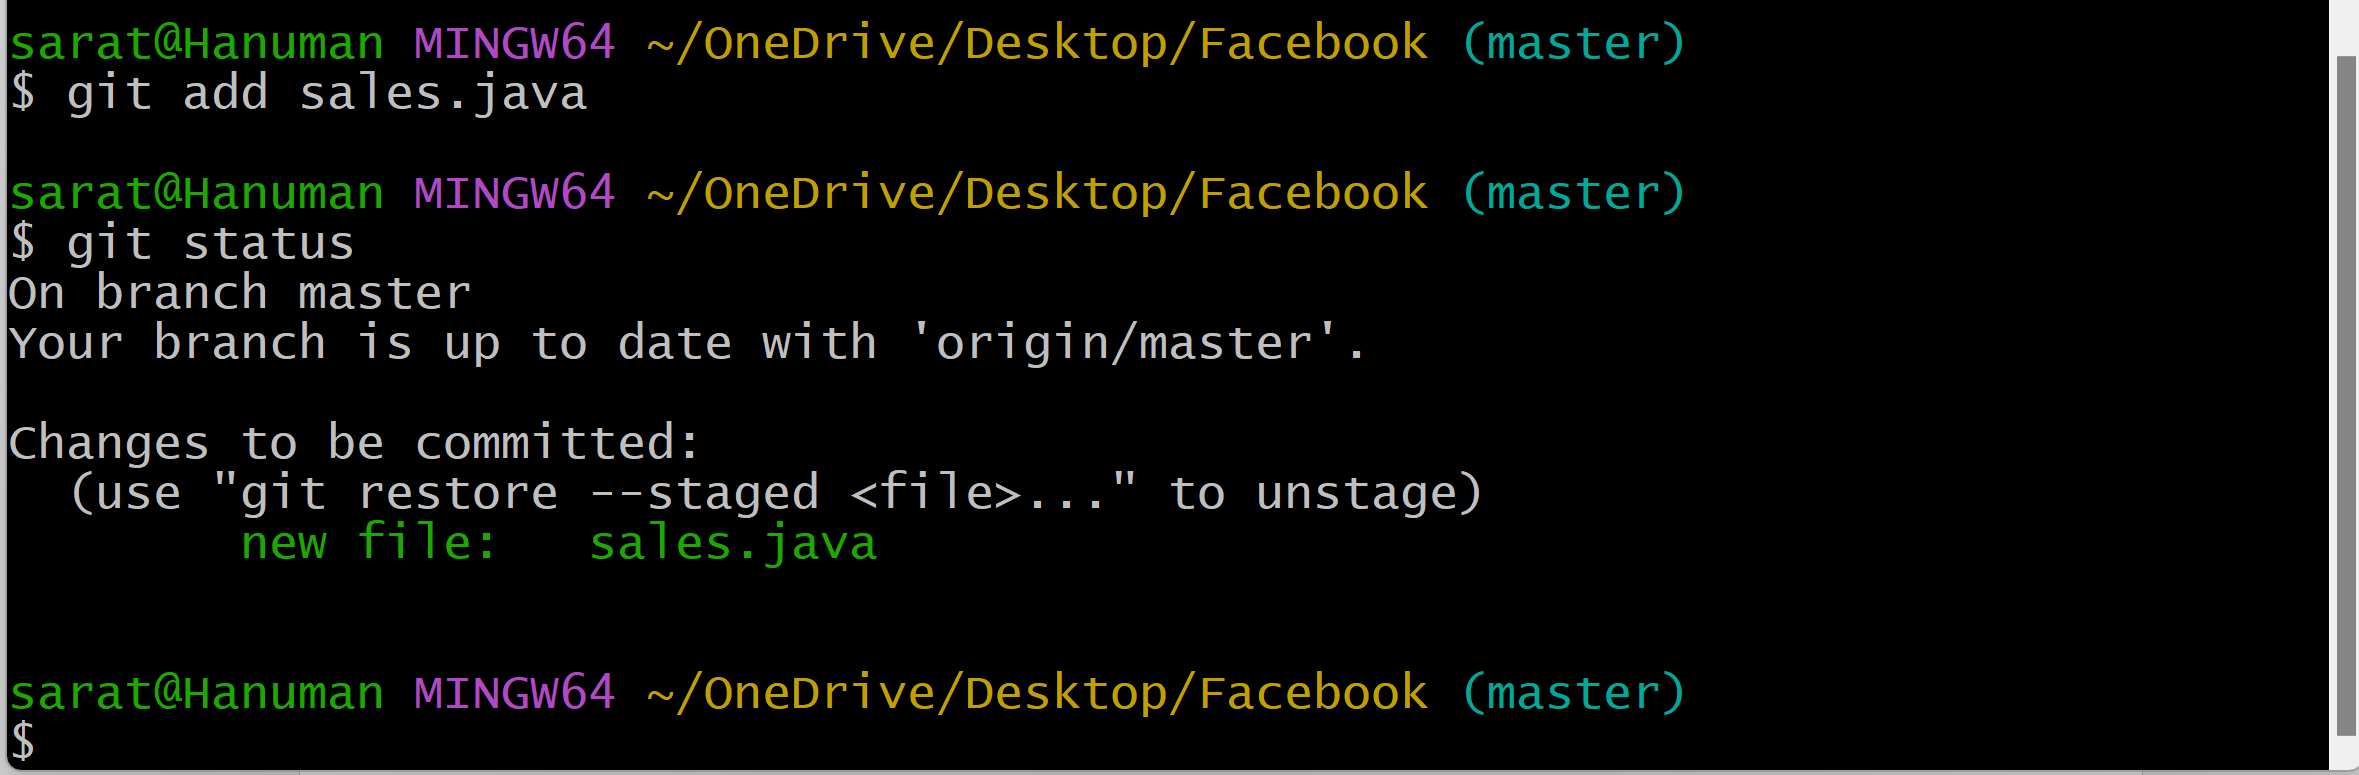 sarat@Hanuman MINGW64 ~/OneDrive/Desktop/Facebook (master)
$ git add sales.java
sarat@Hanuman MINGW64 ~/OneDrive/Desktop/Facebook (master)
$ git status
On branch master
Your branch is up to date with 'origin/master'.
Changes to be committed:
  (use "git restore --staged <file>..." to unstage)
        new file:   sales.java
sarat@Hanuman MINGW64 ~/OneDrive/Desktop/Facebook (master)
$